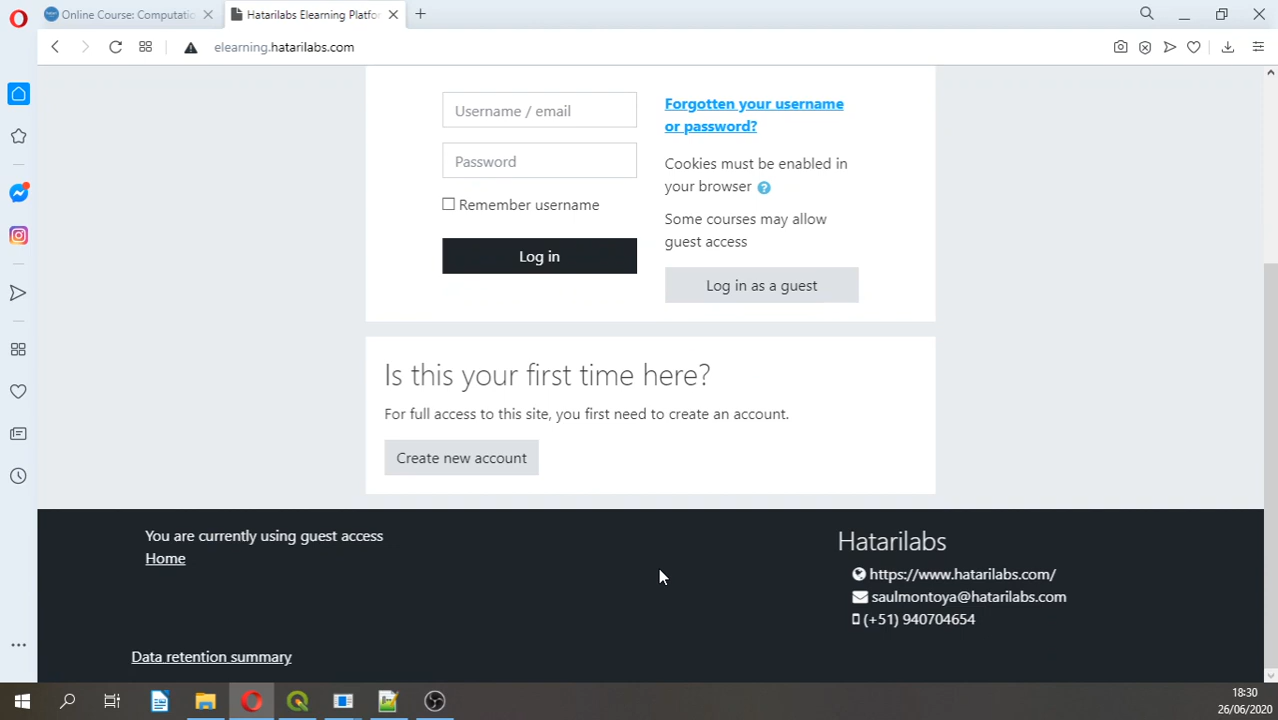 Online Course: Computatio
Hatarilabs Elearning Platfo
elearning.hatarilabs.com
Username / email
Password
Remember username
Log in
Forgotten your username
or password?
Cookies must be enabled in
your browser
Some courses may allow
guest access
Log in as a guest
Is this your first time here?
For full access to this site, you first need to create an account.
Create new account
You are currently using guest access
Home
Data retention summary
Hatarilabs
https://www.hatarilabs.com/
saulmontoya@hatarilabs.com
(+51) 940704654
18:30
26/06/2020